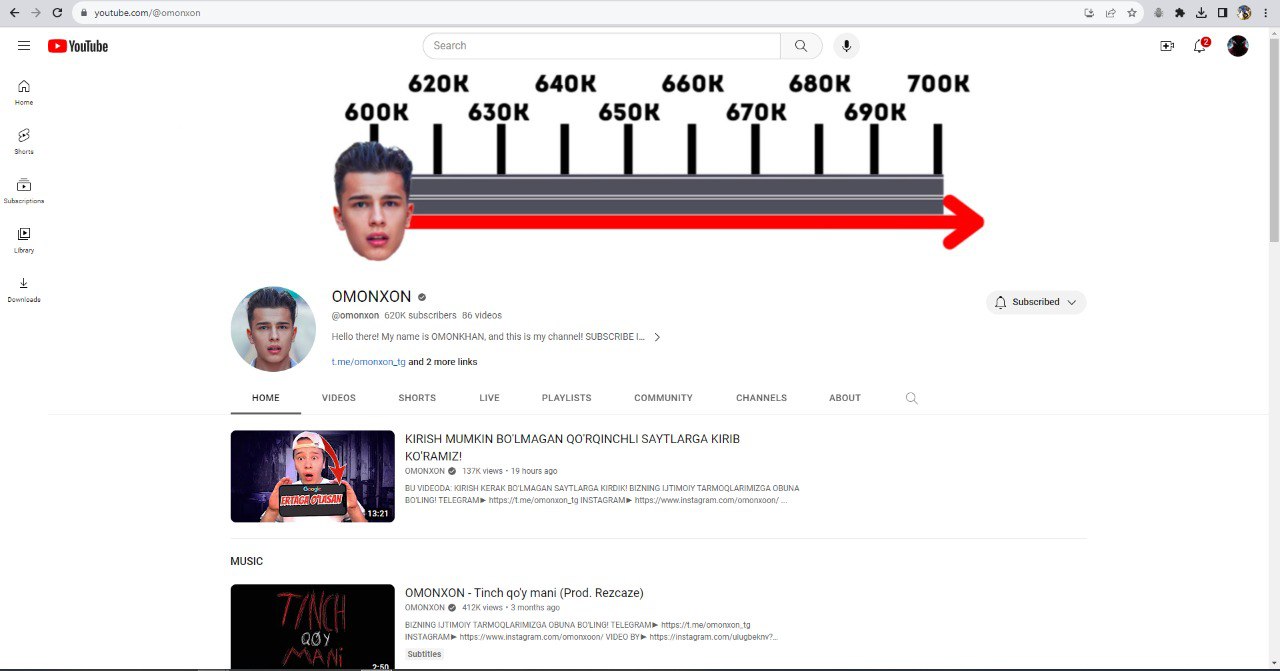 youtube.com/@omonxon
YouTube
Search
2
Home
Shorts
Subscriptions
Library
Downloads
620K 640K 660K 680K 700K
600K 630K 650K 670K 690K
OMONXON
@omonxon 620K subscribers 86 videos
Hello there! My name is OMONKHAN, and this is my channel! SUBSCRIBE I...
t.me/omonxon_tg and 2 more links
Subscribed
HOME VIDEOS SHORTS LIVE PLAYLISTS COMMUNITY CHANNELS ABOUT
Google
ERTAGA O'LASAN
13:21
KIRISH MUMKIN BO'LMAGAN QO'RQINCHLI SAYTLARGA KIRIB
KO'RAMIZ!
OMONXON 137K views • 19 hours ago
BU VIDEODA: KIRISH KERAK BO'LMAGAN SAYTLARGA KIRDIK! BIZNING IJTIMOIY TARMOQLARIMIZGA OBUNA
BO'LING! TELEGRAM► https://t.me/omonxon_tg INSTAGRAM► https://www.instagram.com/omonxoon/ ...
MUSIC
TINCH
QO'Y
MANI
2:50
OMONXON - Tinch qo'y mani (Prod. Rezcaze)
OMONXON 412K views • 3 months ago
BIZNING IJTIMOIY TARMOQLARIMIZGA OBUNA BO'LING! TELEGRAM► https://t.me/omonxon_tg
INSTAGRAM► https://www.instagram.com/omonxoon/ VIDEO BY► https://instagram.com/ulugbeknv?...
Subtitles